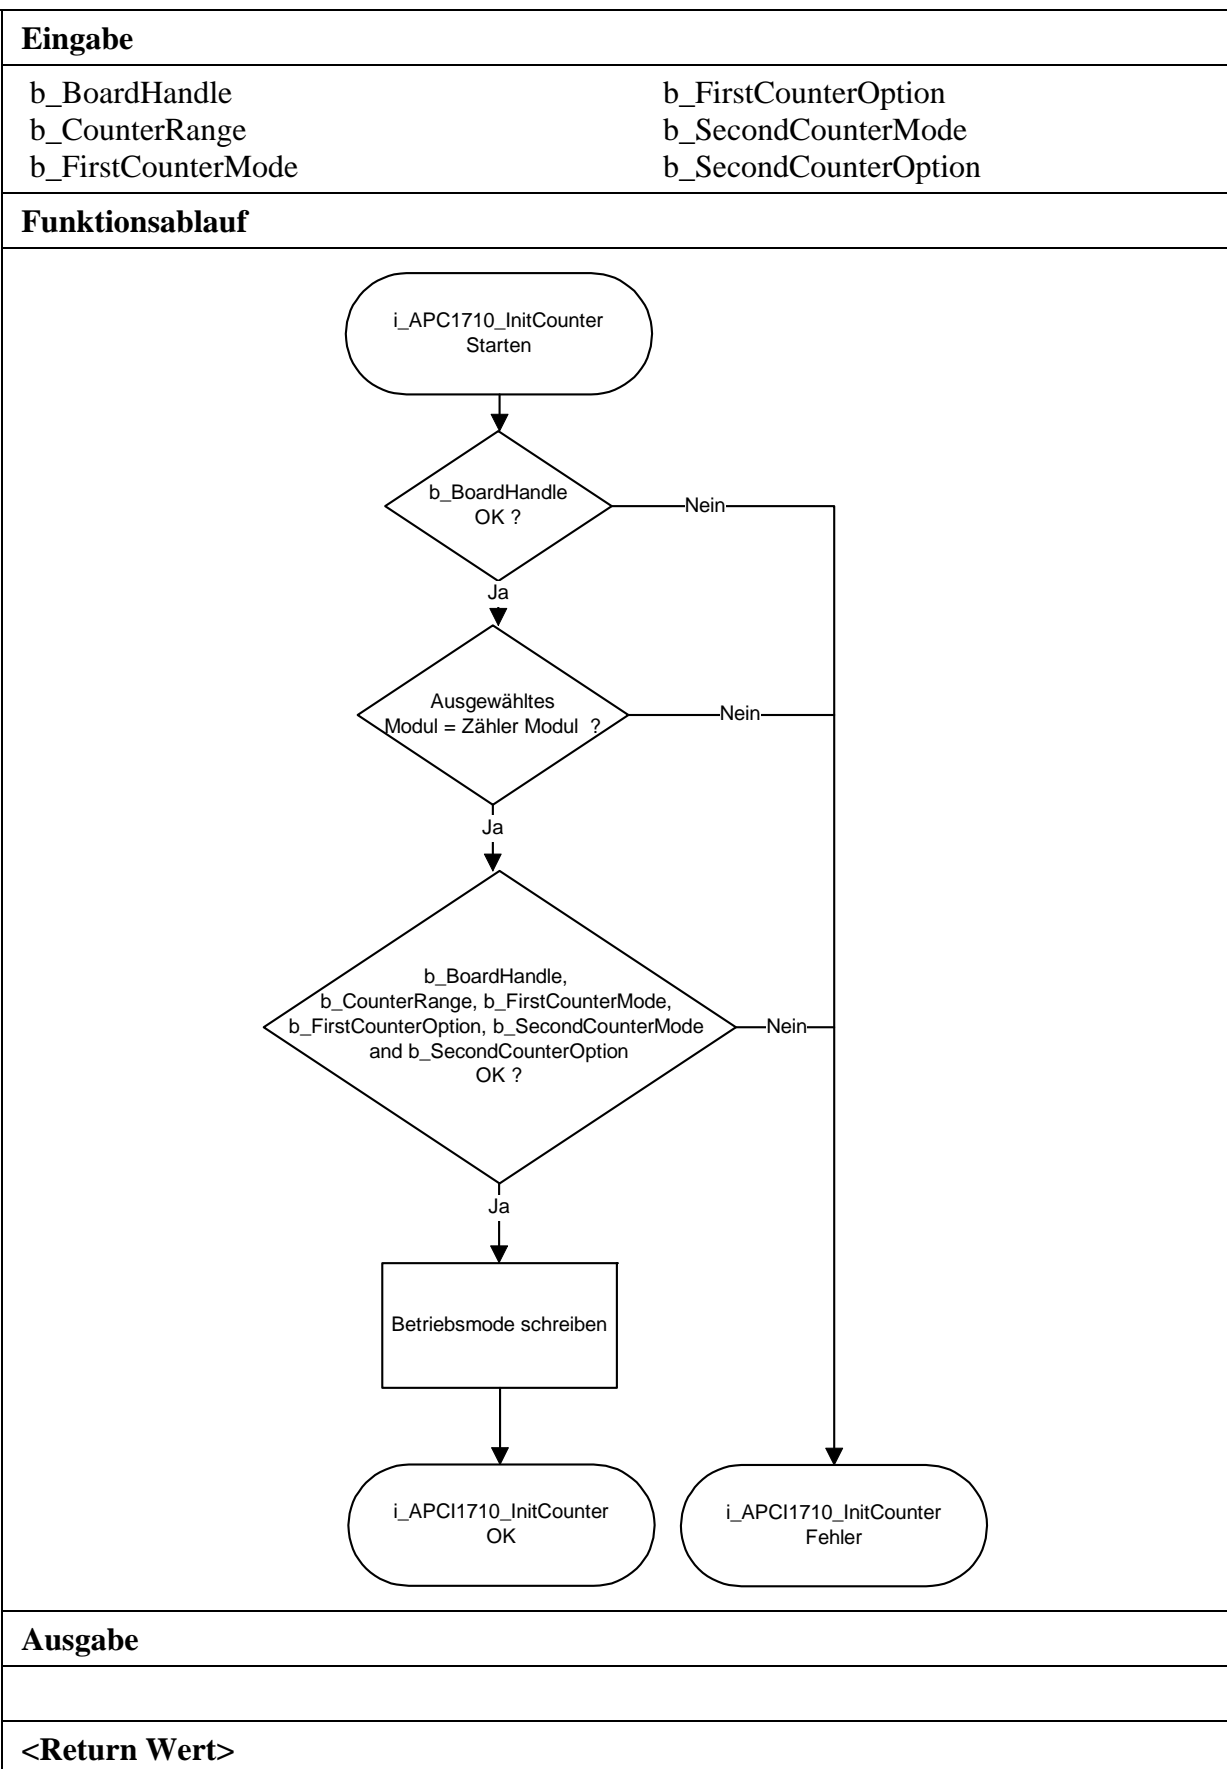 Eingabe
b_BoardHandle b_FirstCounterOption
b_CounterRange b_SecondCounterMode
b_FirstCounterMode b_SecondCounterOption
Funktionsablauf
i_APC1710_InitCounter
Starten
b_BoardHandle
OK ?
Nein
Ja
Ausgewähltes
Modul = Zähler Modul ?
Nein
Ja
b_BoardHandle,
b_CounterRange, b_FirstCounterMode,
b_FirstCounterOption, b_SecondCounterMode
and b_SecondCounterOption
OK ?
Nein
Ja
Betriebsmode schreiben
i_APCI1710_InitCounter
OK
i_APCI1710_InitCounter
Fehler
Ausgabe
<Return Wert>